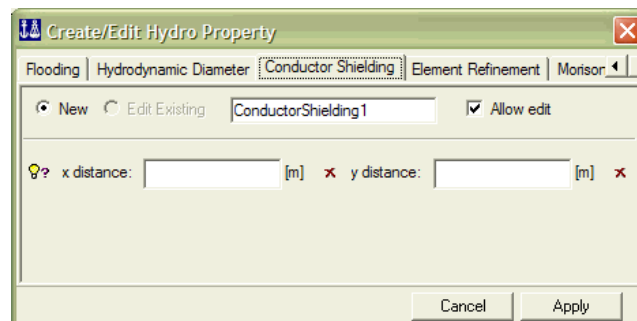 Create/Edit Hydro Property
Flooding Hydrodynamic Diameter Conductor Shielding Element Refinement Morison
New Edit Existing ConductorShielding1 Allow edit
? x distance: [m] y distance: [m]
Cancel Apply